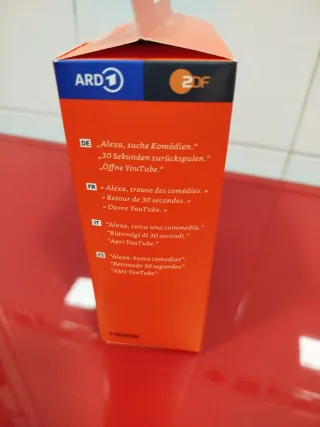 ARD 1
ZDF
DE „Alexa, suche Komödien.“
„30 Sekunden zurückspulen.“
„Öffne YouTube.“
FR « Alexa, trouve des comédies. »
« Retour de 30 secondes. »
« Ouvre YouTube. »
IT "Alexa, cerca una commedia."
"Riavvolgi di 30 secondi."
"Apri YouTube."
ES "Alexa, busca comedias".
"Retrocede 30 segundos".
"Abre YouTube".